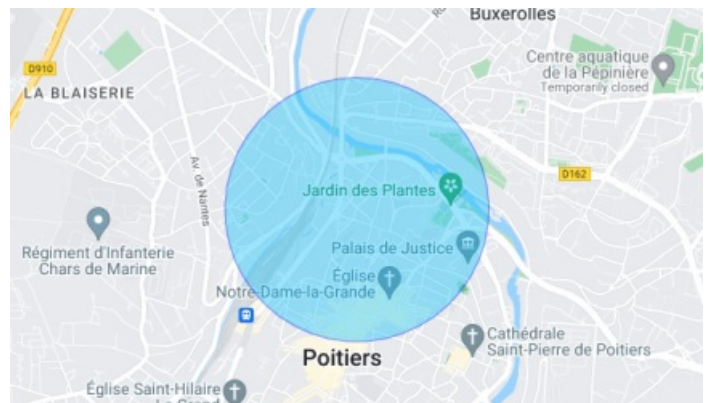 Buxerolles
Centre aquatique
de la Pépinière
Temporarily closed
D910
LA BLAISERIE
Av. de Nantes
D162
Jardin des Plantes
Régiment d'Infanterie
Chars de Marine
Palais de Justice
Église
Notre-Dame-la-Grande
Cathédrale
Saint-Pierre de Poitiers
Poitiers
Église Saint-Hilaire